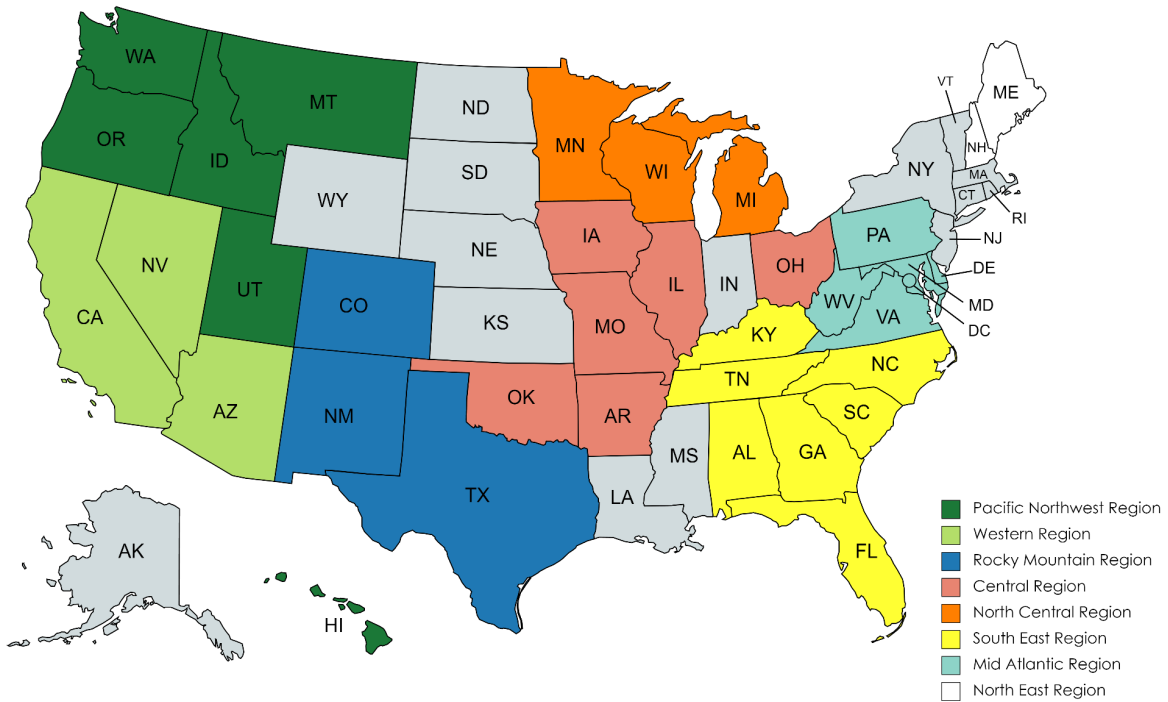 WA
MT
ND
MN
VT
ME
OR
ID
SD
WI
NY
NH
MA
WY
MI
CT
RI
NE
IA
PA
NJ
NV
UT
CO
IL
IN
OH
DE
CA
KS
MO
WV
MD
VA
DC
KY
AZ
NM
OK
AR
TN
NC
SC
TX
MS
AL
GA
LA
AK
FL
HI
Pacific Northwest Region
Western Region
Rocky Mountain Region
Central Region
North Central Region
South East Region
Mid Atlantic Region
North East Region